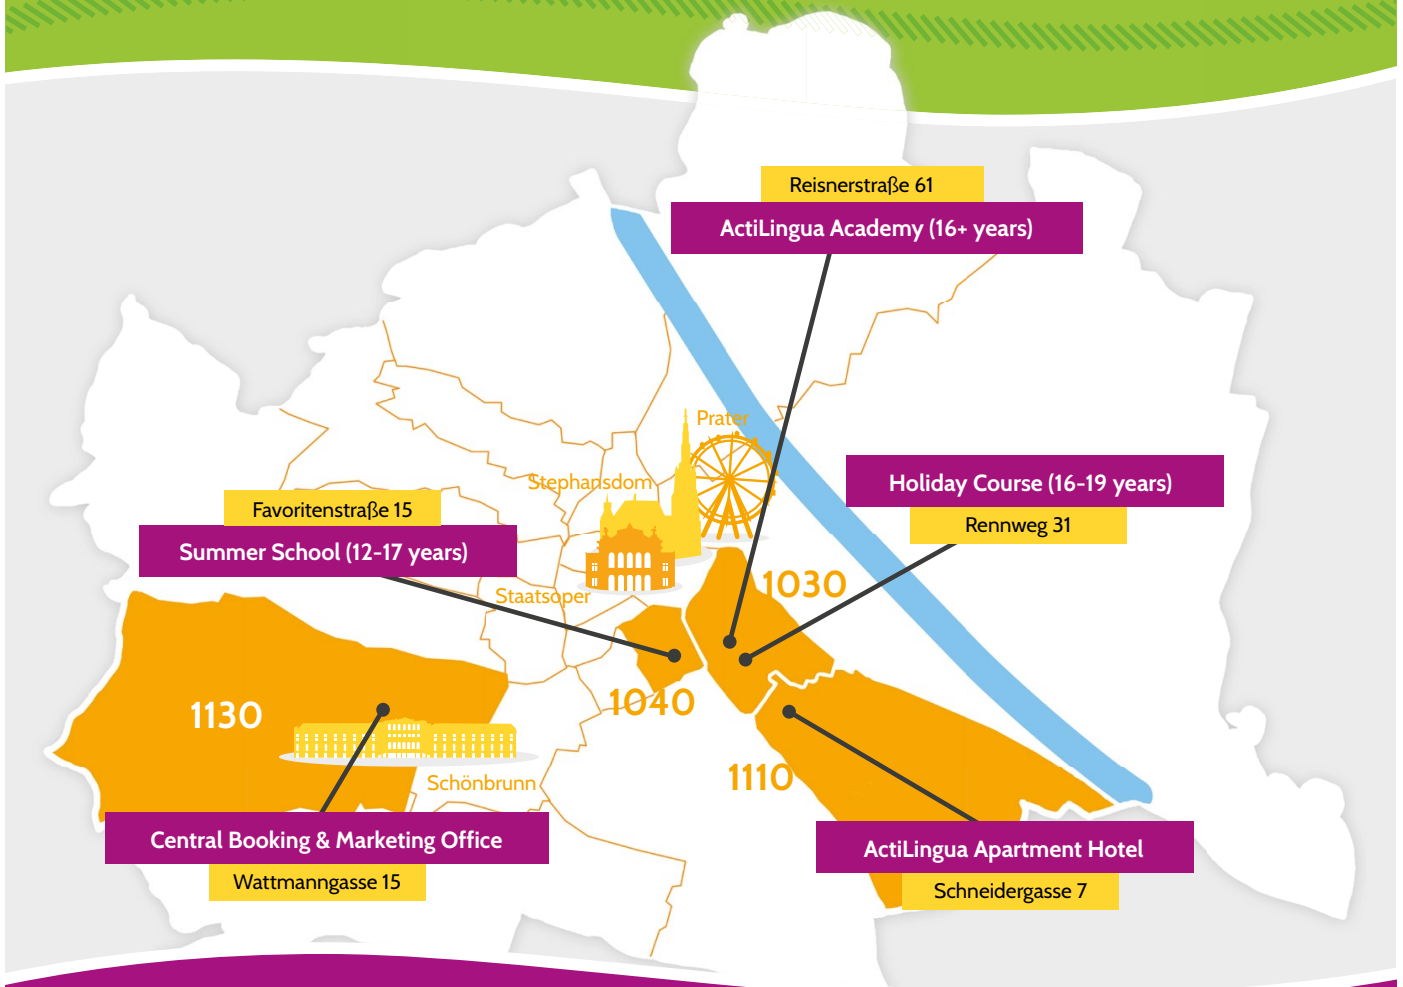 Reisnerstraße 61
ActiLingua Academy (16+ years)
Prater
Stephansdom
Holiday Course (16-19 years)
Rennweg 31
Favoritenstraße 15
Summer School (12-17 years)
Staatsoper
1030
1040
1130
1110
Schönbrunn
Central Booking & Marketing Office
Wattmanngasse 15
ActiLingua Apartment Hotel
Schneidergasse 7